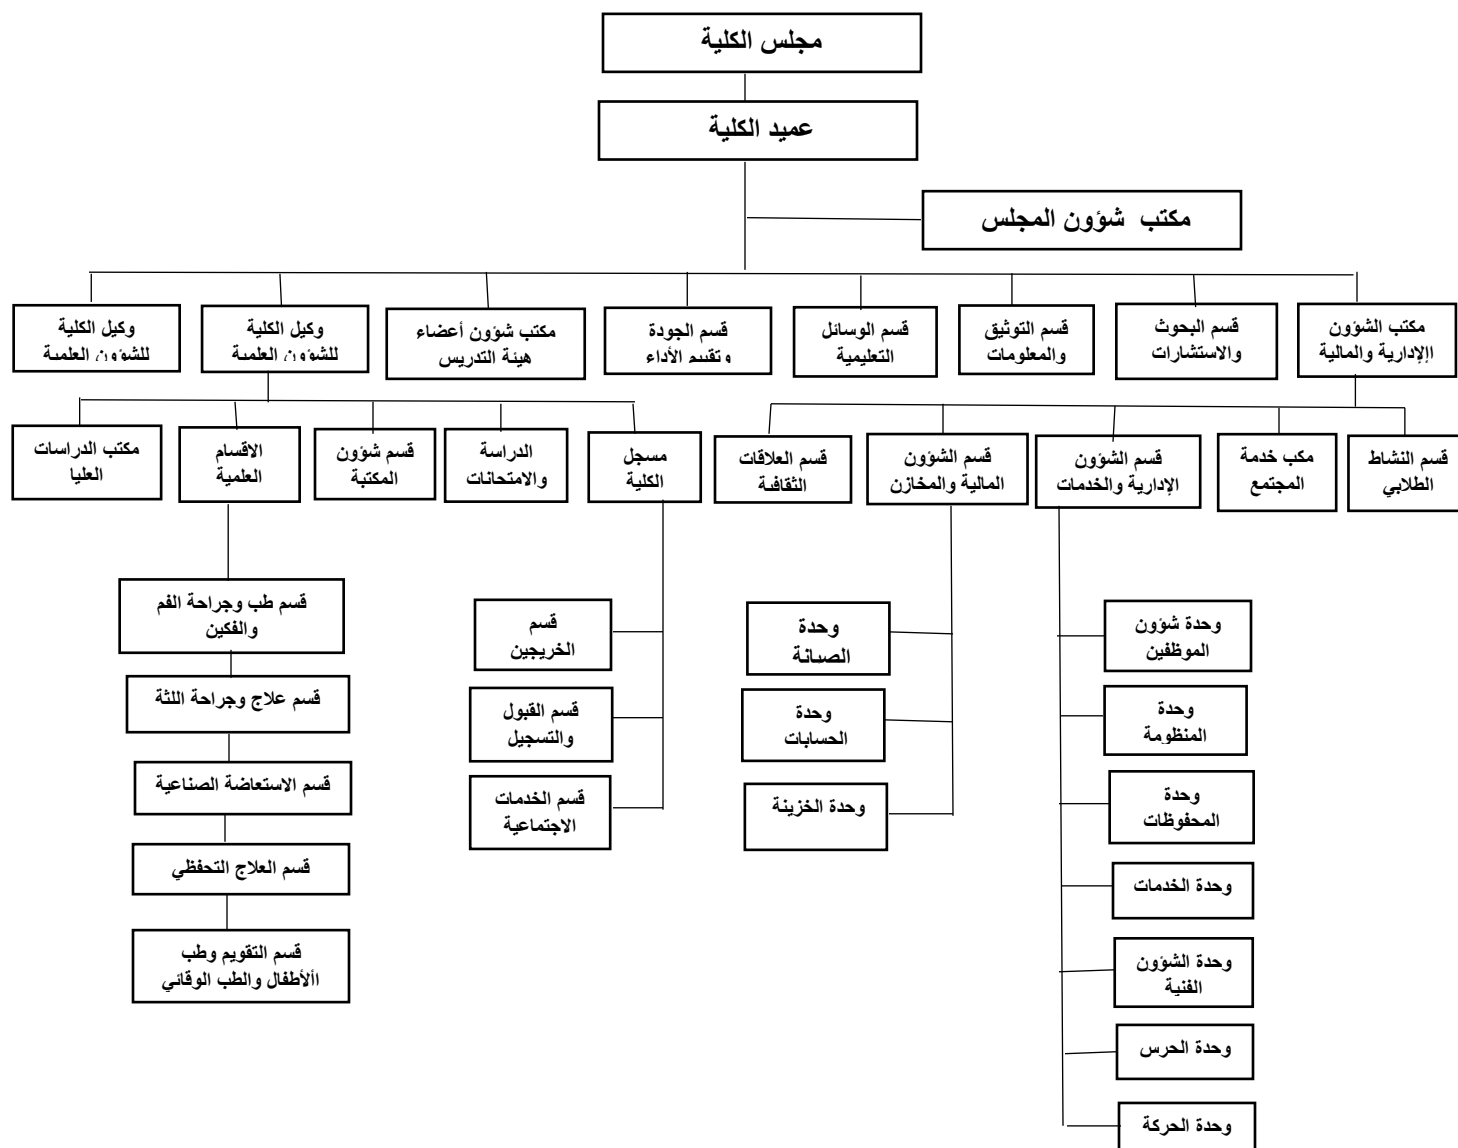 مجلس الكلية
عميد الكلية
مكتب شؤون المجلس
مكتب الشؤون
اإلدارية والمالية
قسم البحوث
والاستشارات
قسم التوثيق
والمعلومات
قسم الوسائل
التعليمية
قسم الجودة
وتقييم الأداء
مكتب شؤون أعضاء
هيئة التدريس
وكيل الكلية
للشؤون العلمية
وكيل الكلية
للشؤون العلمية
قسم النشاط
الطلابي
مكب خدمة
المجتمع
قسم الشؤون
الإدارية والخدمات
قسم الشؤون
المالية والمخازن
قسم العلاقات
الثقافية
مسجل
الكلية
الدراسة
والامتحانات
قسم شؤون
المكتبة
الاقسام
العلمية
مكتب الدراسات
العليا
وحدة شؤون
الموظفين
وحدة
المنظومة
وحدة
المحفوظات
وحدة الخدمات
وحدة الشؤون
الفنية
وحدة الحرس
وحدة الحركة
وحدة
الصيانة
وحدة
الحسابات
وحدة الخزينة
قسم
الخريجين
قسم القبول
والتسجيل
قسم الخدمات
الاجتماعية
قسم طب وجراحة الفم
والفكين
قسم علاج وجراحة اللثة
قسم الاستعاضة الصناعية
قسم العلاج التحفظي
قسم التقويم وطب
األأطفال والطب الوقائي